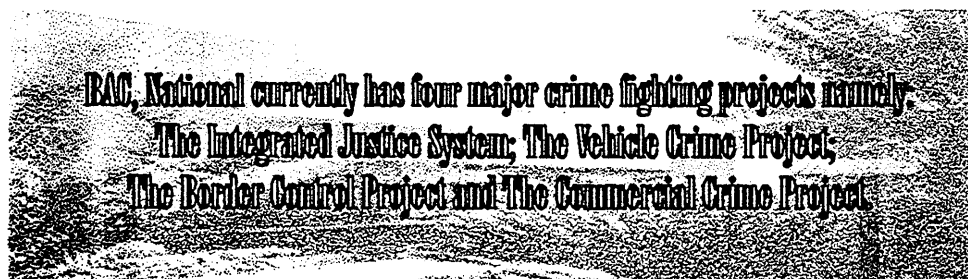 BAC, National currently has four major crime fighting projects namely:
The Integrated Justice System; The Vehicle Crime Project;
The Border Control Project and The Commercial Crime Project.